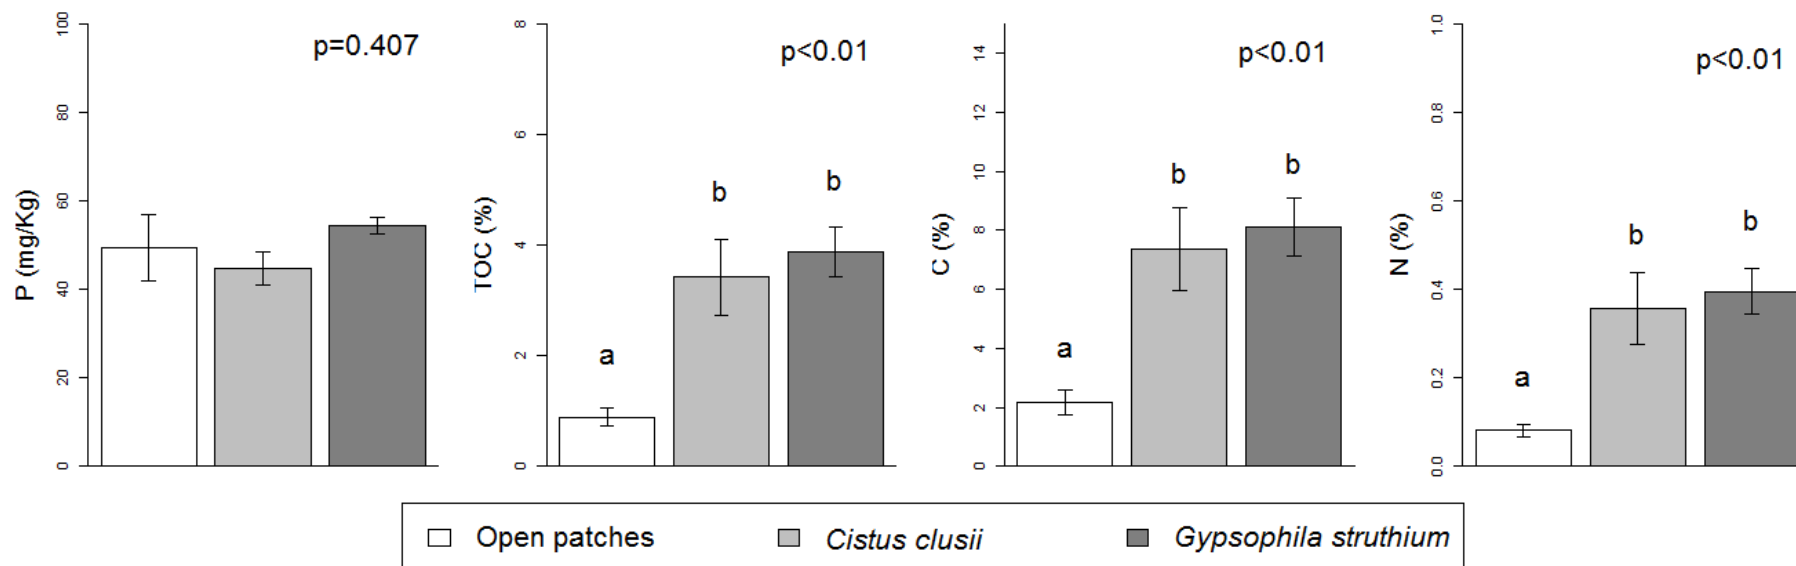 P (mg/Kg)
0
20
40
60
80
100
p=0.407
TOC (%)
0
2
4
6
8
p<0.01
a
b
b
C (%)
0
2
4
6
8
10
12
14
p<0.01
a
b
b
N (%)
0.0
0.2
0.4
0.6
0.8
1.0
p<0.01
a
b
b
Open patches
Cistus clusii
Gypsophila struthium